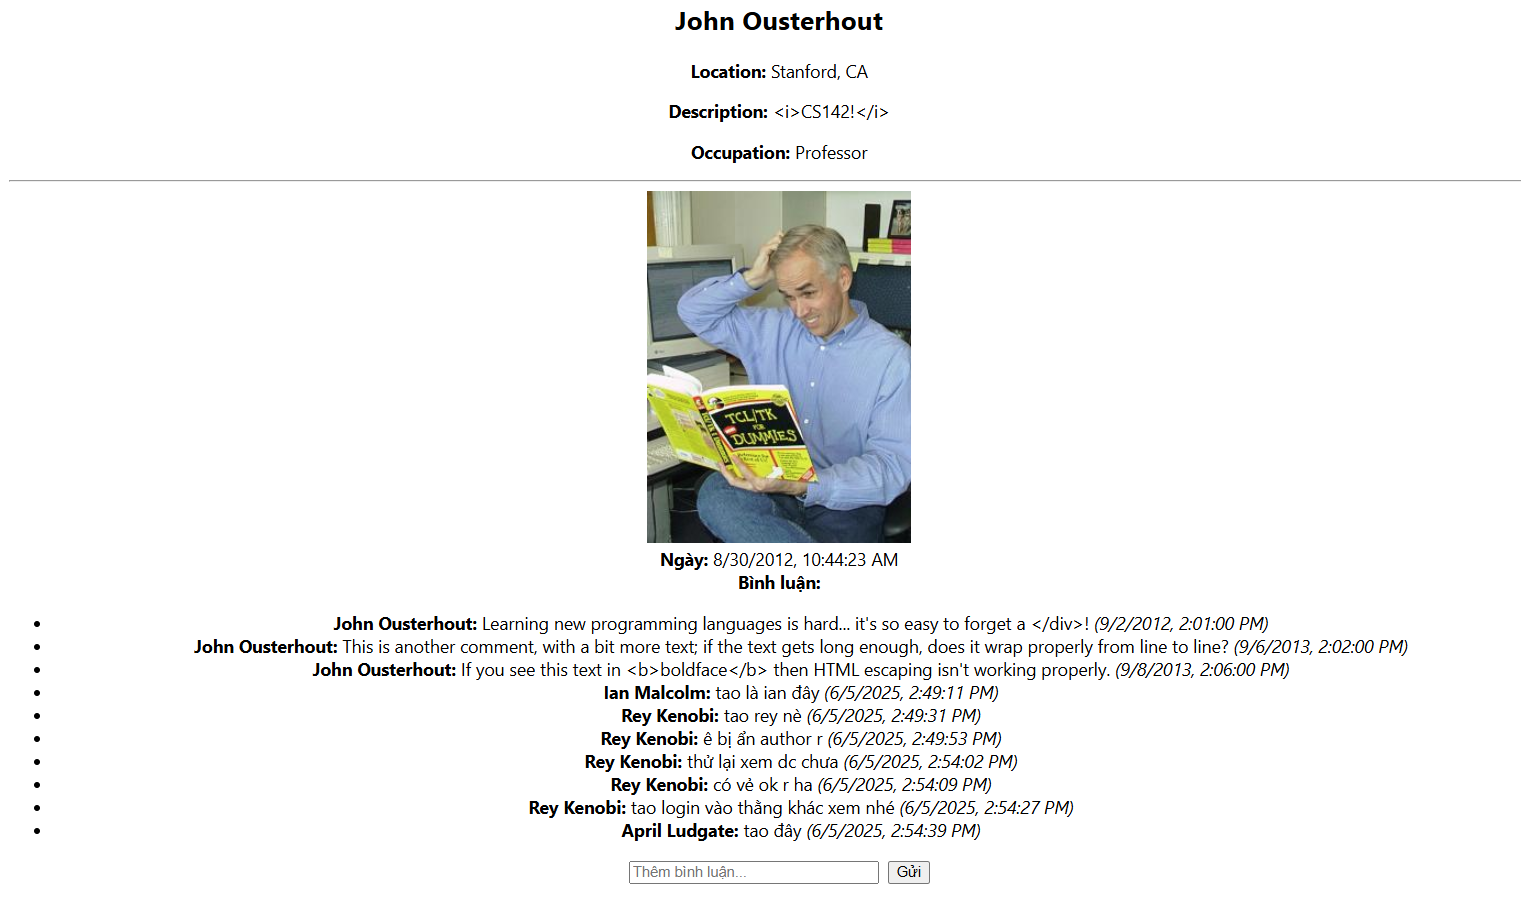 John Ousterhout
Location: Stanford, CA
Description: <i>CS142!</i>
Occupation: Professor
TCL/TK
FOR
DUMMIES
Ngày: 8/30/2012, 10:44:23 AM
Bình luận:
John Ousterhout: Learning new programming languages is hard... it's so easy to forget a </div>! (9/2/2012, 2:01:00 PM)
John Ousterhout: This is another comment, with a bit more text; if the text gets long enough, does it wrap properly from line to line? (9/6/2013, 2:02:00 PM)
John Ousterhout: If you see this text in <b>boldface</b> then HTML escaping isn't working properly. (9/8/2013, 2:06:00 PM)
Ian Malcolm: tao là ian đây (6/5/2025, 2:49:11 PM)
Rey Kenobi: tao rey nè (6/5/2025, 2:49:31 PM)
Rey Kenobi: ê bị ẩn author r (6/5/2025, 2:49:53 PM)
Rey Kenobi: thử lại xem dc chưa (6/5/2025, 2:54:02 PM)
Rey Kenobi: có vẻ ok r ha (6/5/2025, 2:54:09 PM)
Rey Kenobi: tao login vào thằng khác xem nhé (6/5/2025, 2:54:27 PM)
April Ludgate: tao đây (6/5/2025, 2:54:39 PM)
Thêm bình luận... Gửi